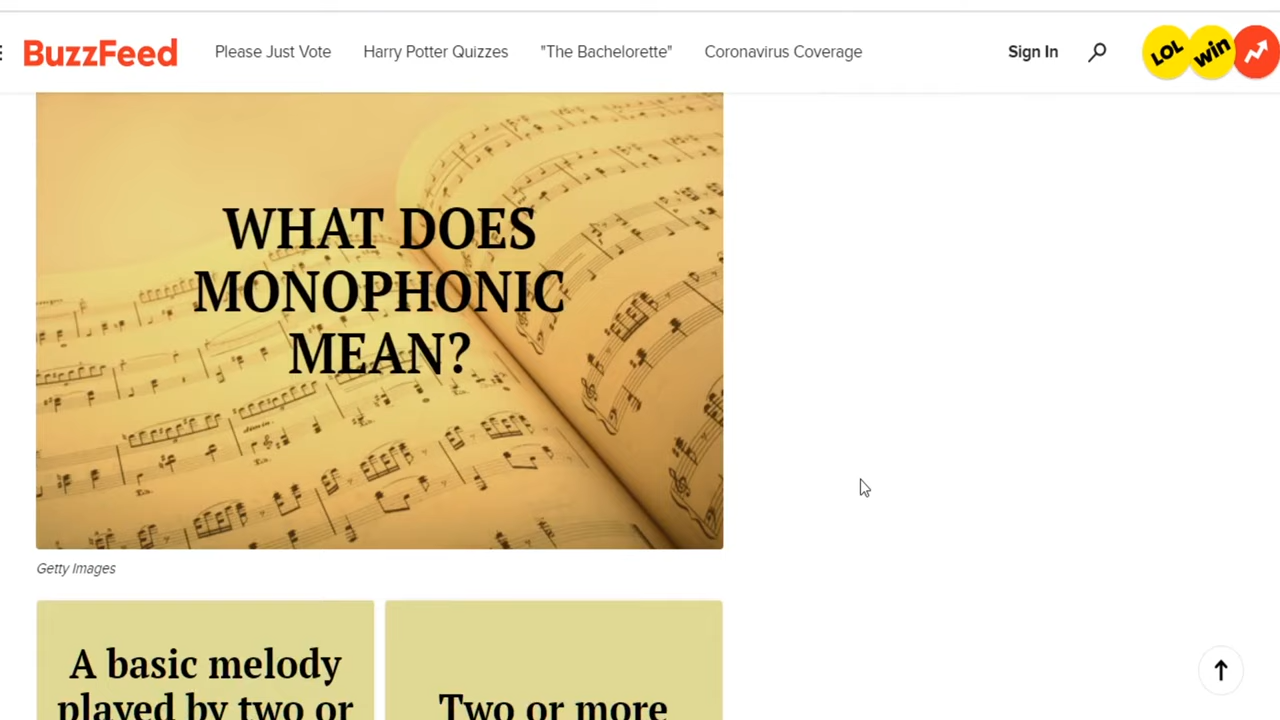 BuzzFeed
Please Just Vote
Harry Potter Quizzes
"The Bachelorette"
Coronavirus Coverage
Sign In
LOL
win
WHAT DOES
MONOPHONIC
MEAN?
Getty Images
A basic melody
played by two or
Two or more